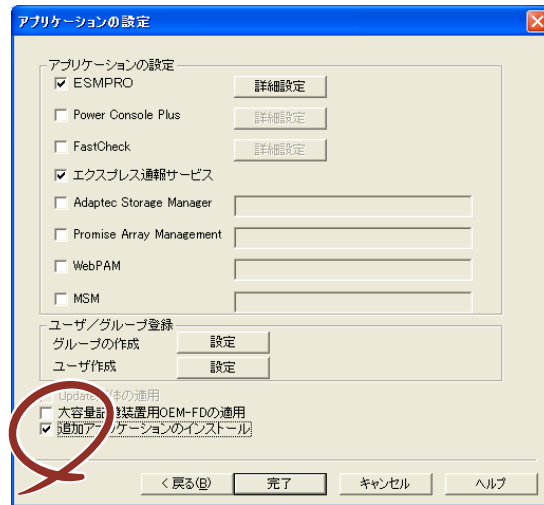 アプリケーションの設定
アプリケーションの設定
ESMPRO 詳細設定
Power Console Plus 詳細設定
FastCheck 詳細設定
エクスプレス通報サービス
Adaptec Storage Manager
Promise Array Management
WebPAM
MSM
ユーザ／グループ登録
グループの作成 設定
ユーザ作成 設定
Update 体の適用
大容量記憶装置用OEM-FDの適用
追加アプリケーションのインストール
< 戻る(B) 完了 キャンセル ヘルプ